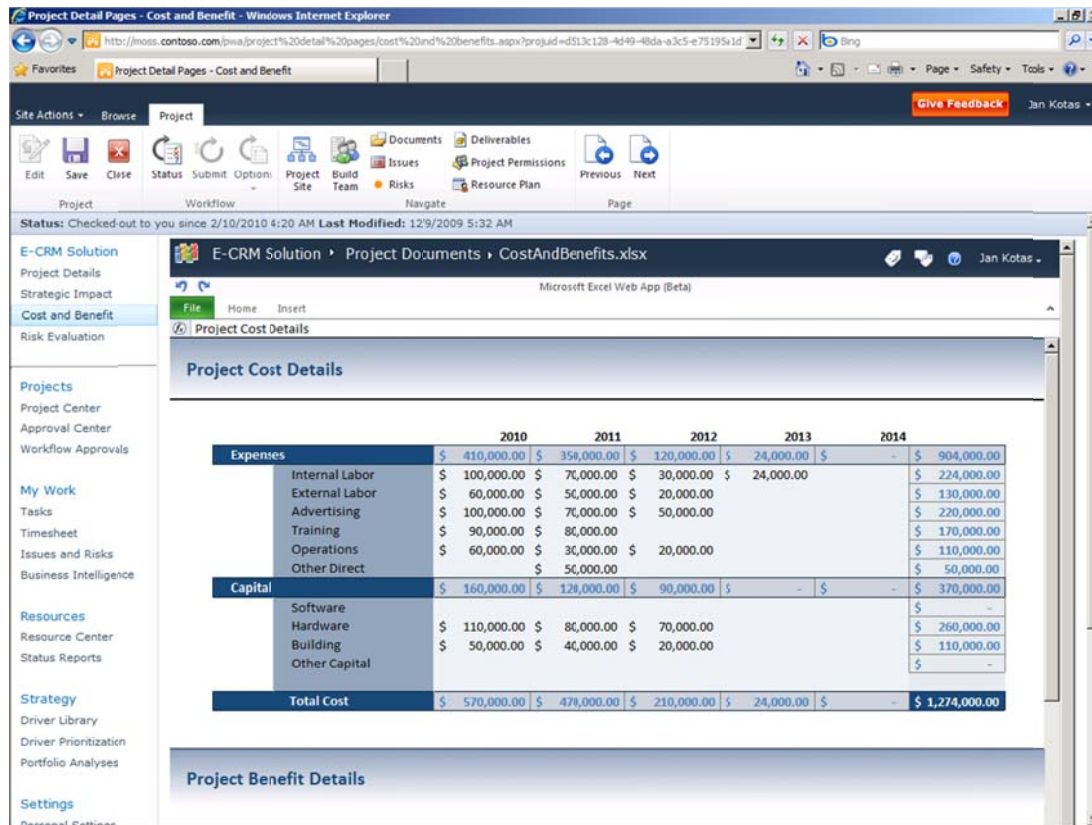 Project Detail Pages - Cost and Benefit - Windows Internet Explorer
http://moss.contoso.com/pwa/project%20detail%20pages/cost%20and%20benefits.aspx?projuid=
Bing
Favorites Project Detail Pages - Cost and Benefit Page Safety Tools
Site Actions Browse Project Give Feedback Jan Kotas
Documents Deliverables
Issues Project Permissions
Risks Resource Plan
Edit Save Close Status Submit Options Project Site Build Team Previous Next
Project Workflow Navigate Page
Status: Checked-out to you since 2/10/2010 4:20 AM Last Modified: 12/9/2009 5:32 AM
E-CRM Solution
Project Details
Strategic Impact
Cost and Benefit
Risk Evaluation
Projects
Project Center
Approval Center
Workflow Approvals
My Work
Tasks
Timesheet
Issues and Risks
Business Intelligence
Resources
Resource Center
Status Reports
Strategy
Driver Library
Driver Prioritization
Portfolio Analyses
Settings
Personal Settings
E-CRM Solution Project Documents CostAndBenefits.xlsx Jan Kotas
Microsoft Excel Web App (Beta)
File Home Insert
fx Project Cost Details
Project Cost Details
2010 2011 2012 2013 2014
Expenses $ 410,000.00 $ 350,000.00 $ 120,000.00 $ 24,000.00 $ - $ 904,000.00
Internal Labor $ 100,000.00 $ 70,000.00 $ 30,000.00 $ 24,000.00 $ 224,000.00
External Labor $ 60,000.00 $ 50,000.00 $ 20,000.00 $ 130,000.00
Advertising $ 100,000.00 $ 70,000.00 $ 50,000.00 $ 220,000.00
Training $ 90,000.00 $ 80,000.00 $ 170,000.00
Operations $ 60,000.00 $ 30,000.00 $ 20,000.00 $ 110,000.00
Other Direct $ 50,000.00 $ 50,000.00
Capital $ 160,000.00 $ 120,000.00 $ 90,000.00 $ - $ - $ 370,000.00
Software $ -
Hardware $ 110,000.00 $ 80,000.00 $ 70,000.00 $ 260,000.00
Building $ 50,000.00 $ 40,000.00 $ 20,000.00 $ 110,000.00
Other Capital $ -
Total Cost $ 570,000.00 $ 470,000.00 $ 210,000.00 $ 24,000.00 $ - $ 1,274,000.00
Project Benefit Details